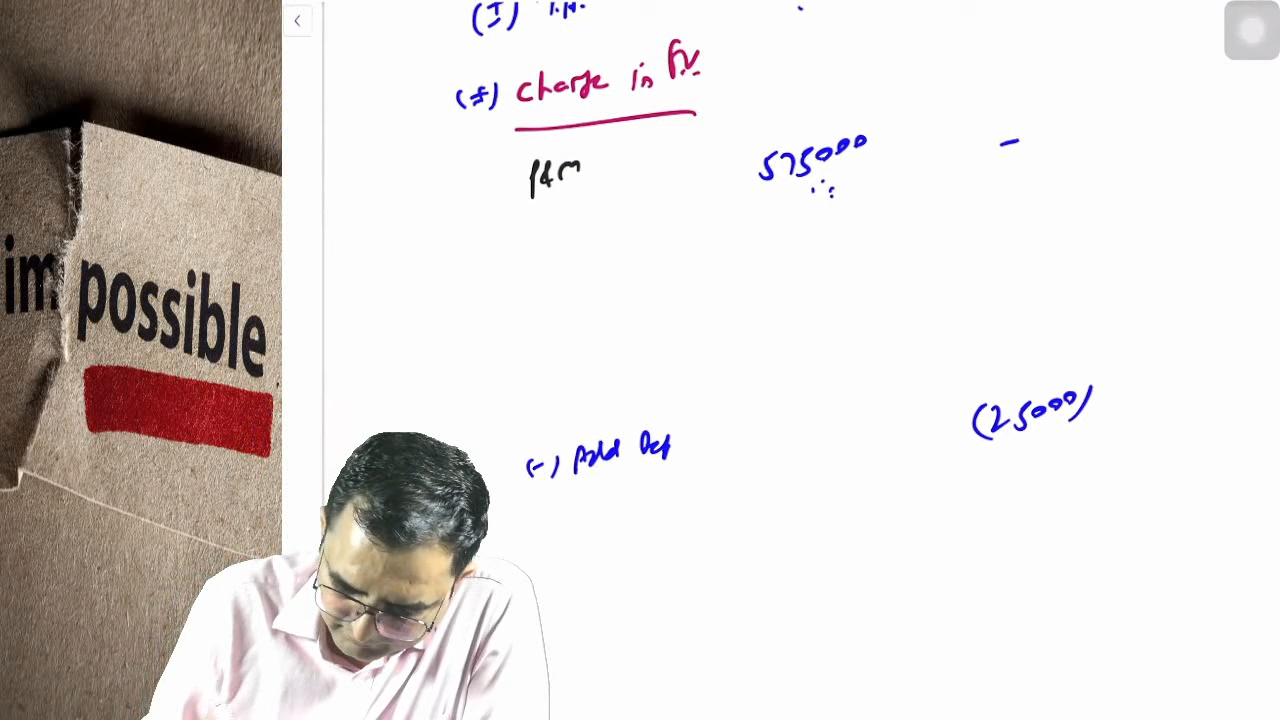 (I) I.A.
(f) Change in FV
P&M 575000 –
(25000)
(-) Add Dep
impossible